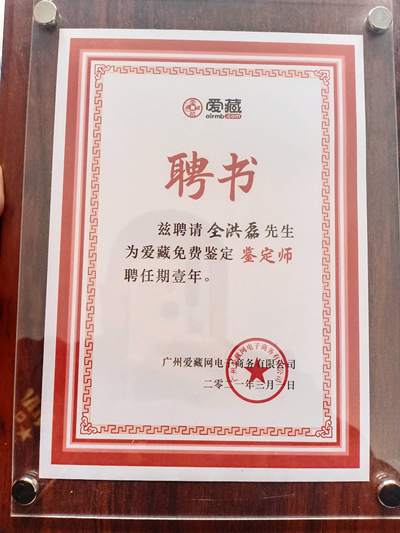 爱藏
airmb.com
聘书
兹聘请 仝洪磊 先生
为爱藏免费鉴定 鉴定师
聘任期壹年。
广州爱藏网电子商务有限公司
二零二一年三月 日